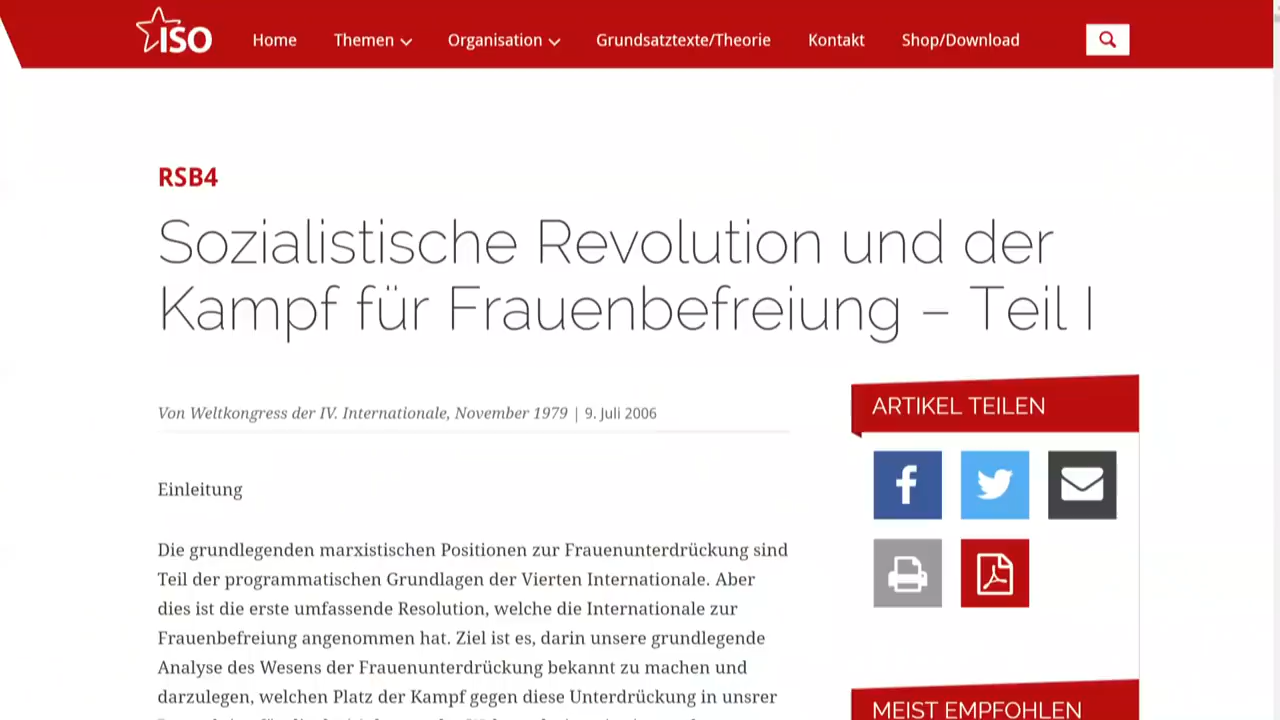 ISO Home Themen Organisation Grundsatztexte/Theorie Kontakt Shop/Download
RSB4
Sozialistische Revolution und der
Kampf für Frauenbefreiung – Teil I
Von Weltkongress der IV. Internationale, November 1979 | 9. Juli 2006
Einleitung
Die grundlegenden marxistischen Positionen zur Frauenunterdrückung sind
Teil der programmatischen Grundlagen der Vierten Internationale. Aber
dies ist die erste umfassende Resolution, welche die Internationale zur
Frauenbefreiung angenommen hat. Ziel ist es, darin unsere grundlegende
Analyse des Wesens der Frauenunterdrückung bekannt zu machen und
darzulegen, welchen Platz der Kampf gegen diese Unterdrückung in unsrer
ARTIKEL TEILEN
MEIST EMPFOHLEN